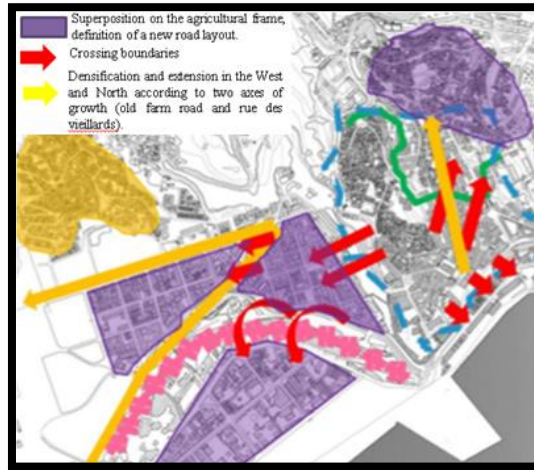 Superposition on the agricultural frame,
definition of a new road layout.
Crossing boundaries
Densification and extension in the West
and North according to two axes of
growth (old farm road and rue des
vieillards).